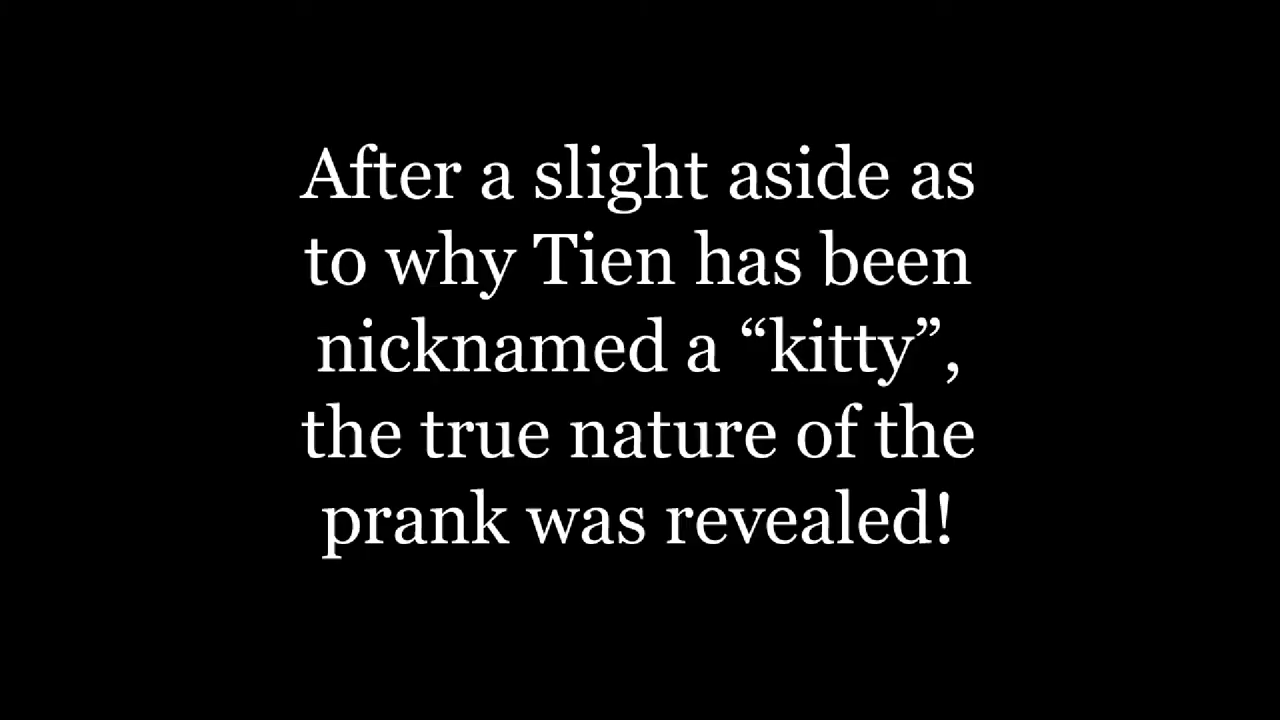 After a slight aside as
to why Tien has been
nicknamed a “kitty”,
the true nature of the
prank was revealed!